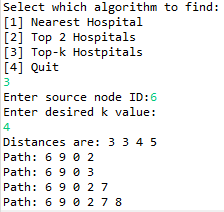 Select which algorithm to find:
[1] Nearest Hospital
[2] Top 2 Hospitals
[3] Top-k Hostpitals
[4] Quit
3
Enter source node ID:6
Enter desired k value:
4
Distances are: 3 3 4 5
Path: 6 9 0 2
Path: 6 9 0 3
Path: 6 9 0 2 7
Path: 6 9 0 2 7 8